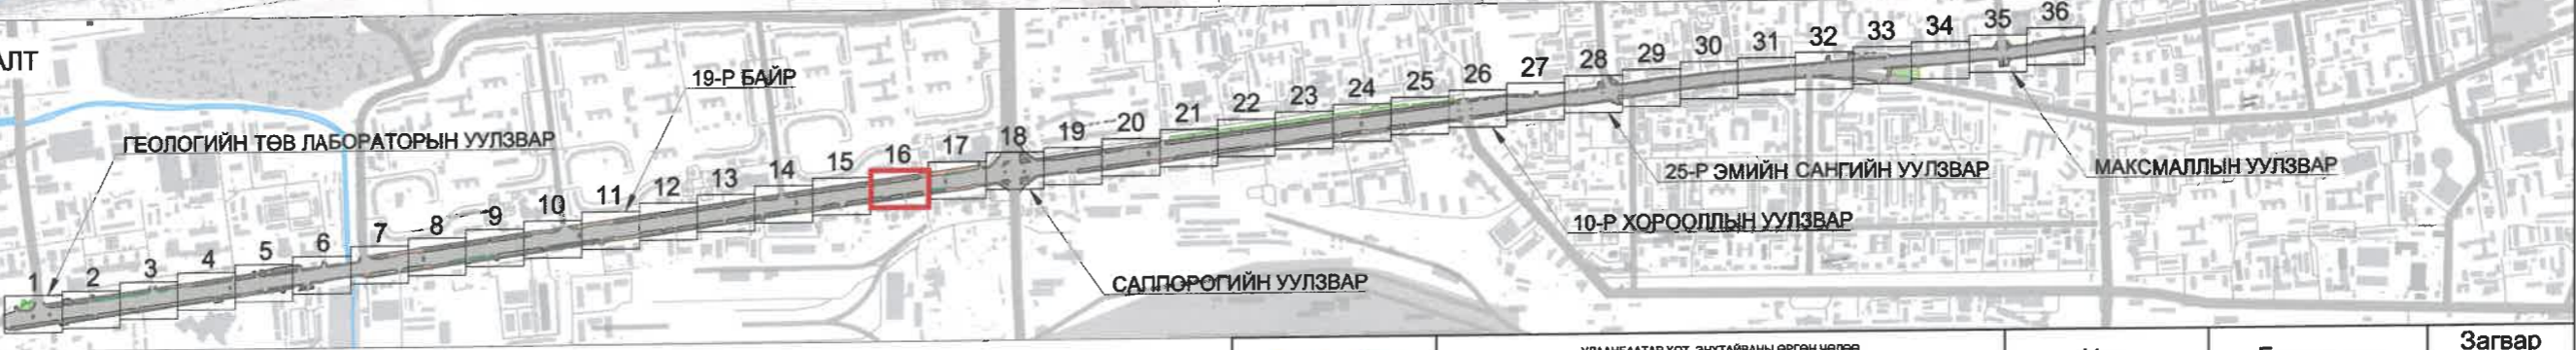 АЛТ
ГЕОЛОГИЙН ТӨВ ЛАБОРАТОРЫН УУЛЗВАР
19-Р БАЙР
САППОРОГИЙН УУЛЗВАР
10-Р ХОРООЛЛЫН УУЛЗВАР
25-Р ЭМИЙН САНГИЙН УУЛЗВАР
МАКСМАЛЛЫН УУЛЗВАР
1 2 3 4 5 6 7 8 9 10 11 12 13 14 15 16 17 18 19 20 21 22 23 24 25 26 27 28 29 30 31 32 33 34 35 36
Загвар